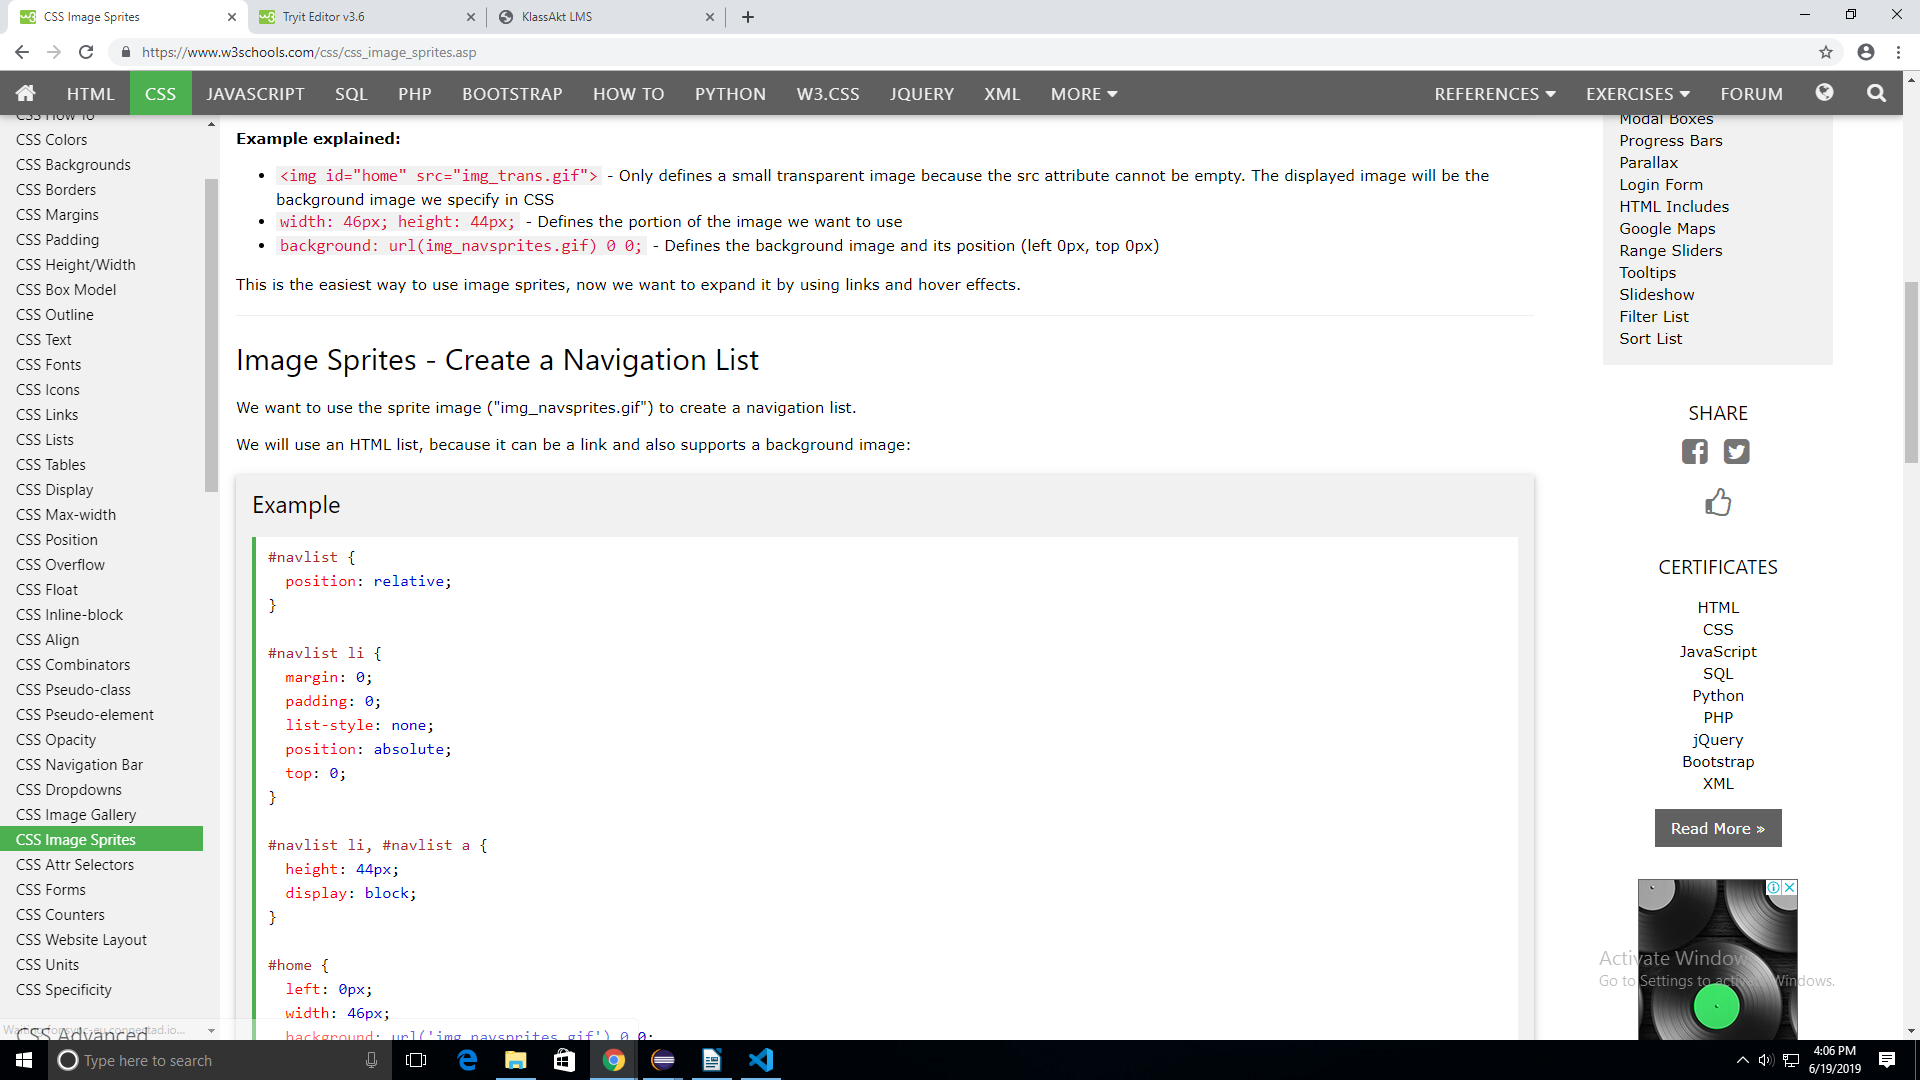 CSS Image Sprites
Tryit Editor v3.6
KlassAkt LMS
https://www.w3schools.com/css/css_image_sprites.asp
HTML
CSS
JAVASCRIPT
SQL
PHP
BOOTSTRAP
HOW TO
PYTHON
W3.CSS
JQUERY
XML
MORE
REFERENCES
EXERCISES
FORUM
CSS How To
CSS Colors
CSS Backgrounds
CSS Borders
CSS Margins
CSS Padding
CSS Height/Width
CSS Box Model
CSS Outline
CSS Text
CSS Fonts
CSS Icons
CSS Links
CSS Lists
CSS Tables
CSS Display
CSS Max-width
CSS Position
CSS Overflow
CSS Float
CSS Inline-block
CSS Align
CSS Combinators
CSS Pseudo-class
CSS Pseudo-element
CSS Opacity
CSS Navigation Bar
CSS Dropdowns
CSS Image Gallery
CSS Image Sprites
CSS Attr Selectors
CSS Forms
CSS Counters
CSS Website Layout
CSS Units
CSS Specificity
CSS Advanced
Waiting for sync-eu.connectad.io...
Example explained:
<img id="home" src="img_trans.gif"> - Only defines a small transparent image because the src attribute cannot be empty. The displayed image will be the
background image we specify in CSS
width: 46px; height: 44px; - Defines the portion of the image we want to use
background: url(img_navsprites.gif) 0 0; - Defines the background image and its position (left 0px, top 0px)
This is the easiest way to use image sprites, now we want to expand it by using links and hover effects.
Image Sprites - Create a Navigation List
We want to use the sprite image ("img_navsprites.gif") to create a navigation list.
We will use an HTML list, because it can be a link and also supports a background image:
Example
#navlist {
position: relative;
}
#navlist li {
margin: 0;
padding: 0;
list-style: none;
position: absolute;
top: 0;
}
#navlist li, #navlist a {
height: 44px;
display: block;
}
#home {
left: 0px;
width: 46px;
background: url('img_navsprites.gif') 0 0;
Modal Boxes
Progress Bars
Parallax
Login Form
HTML Includes
Google Maps
Range Sliders
Tooltips
Slideshow
Filter List
Sort List
SHARE
CERTIFICATES
HTML
CSS
JavaScript
SQL
Python
PHP
jQuery
Bootstrap
XML
Read More »
Activate Windows
Go to Settings to activate Windows.
Type here to search
4:06 PM
6/19/2019